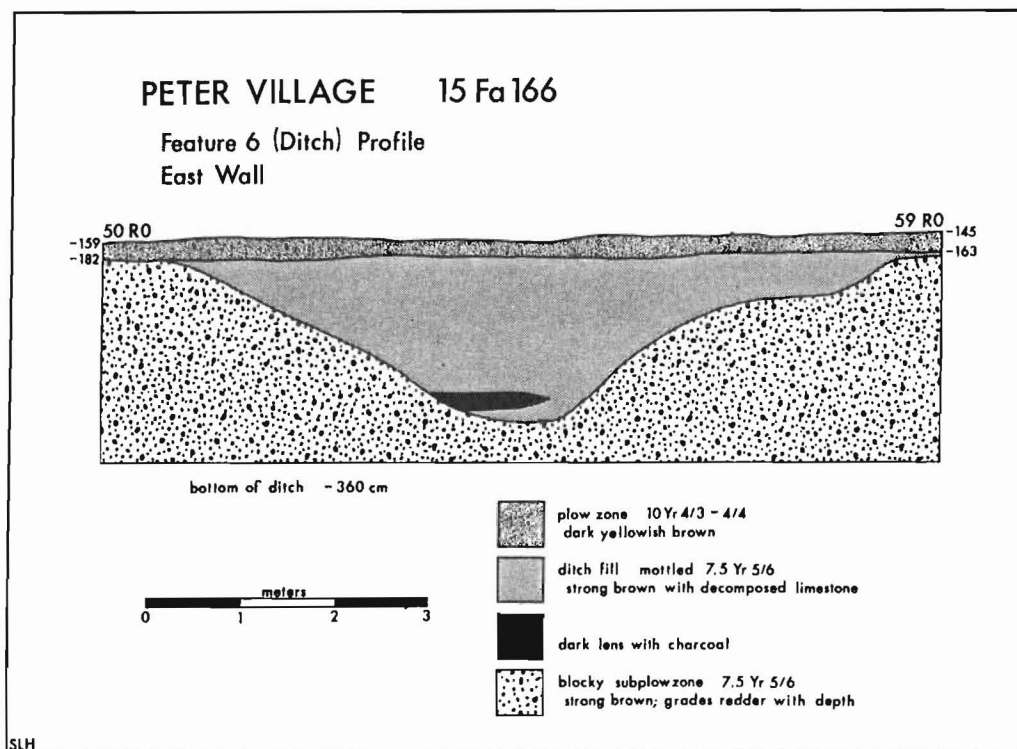 PETER VILLAGE 15 Fa 166
Feature 6 (Ditch) Profile
East Wall
50 R0
59 R0
-159
-145
-182
-163
bottom of ditch -360 cm
meters
0 1 2 3
plow zone 10 Yr 4/3 - 4/4
dark yellowish brown
ditch fill mottled 7.5 Yr 5/6
strong brown with decomposed limestone
dark lens with charcoal
blocky subplowzone 7.5 Yr 5/6
strong brown; grades redder with depth
SLH